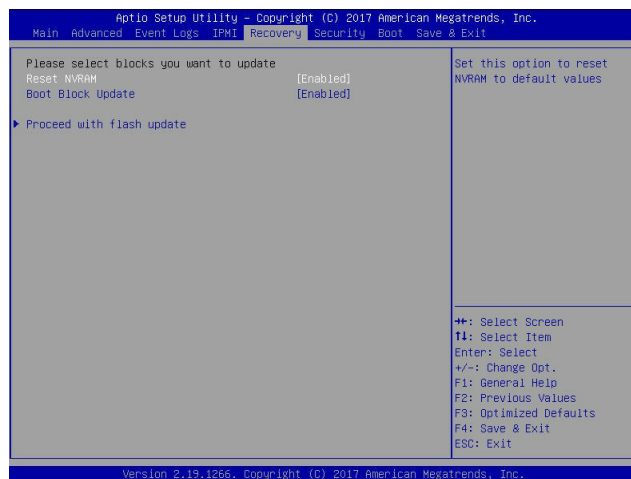 Aptio Setup Utility – Copyright (C) 2017 American Megatrends, Inc.
Main Advanced Event Logs IPMI Recovery Security Boot Save & Exit
Please select blocks you want to update
Reset NVRAM [Enabled]
Boot Block Update [Enabled]
▶ Proceed with flash update
Set this option to reset
NVRAM to default values
→←: Select Screen
↑↓: Select Item
Enter: Select
+/-: Change Opt.
F1: General Help
F2: Previous Values
F3: Optimized Defaults
F4: Save & Exit
ESC: Exit
Version 2.19.1266. Copyright (C) 2017 American Megatrends, Inc.